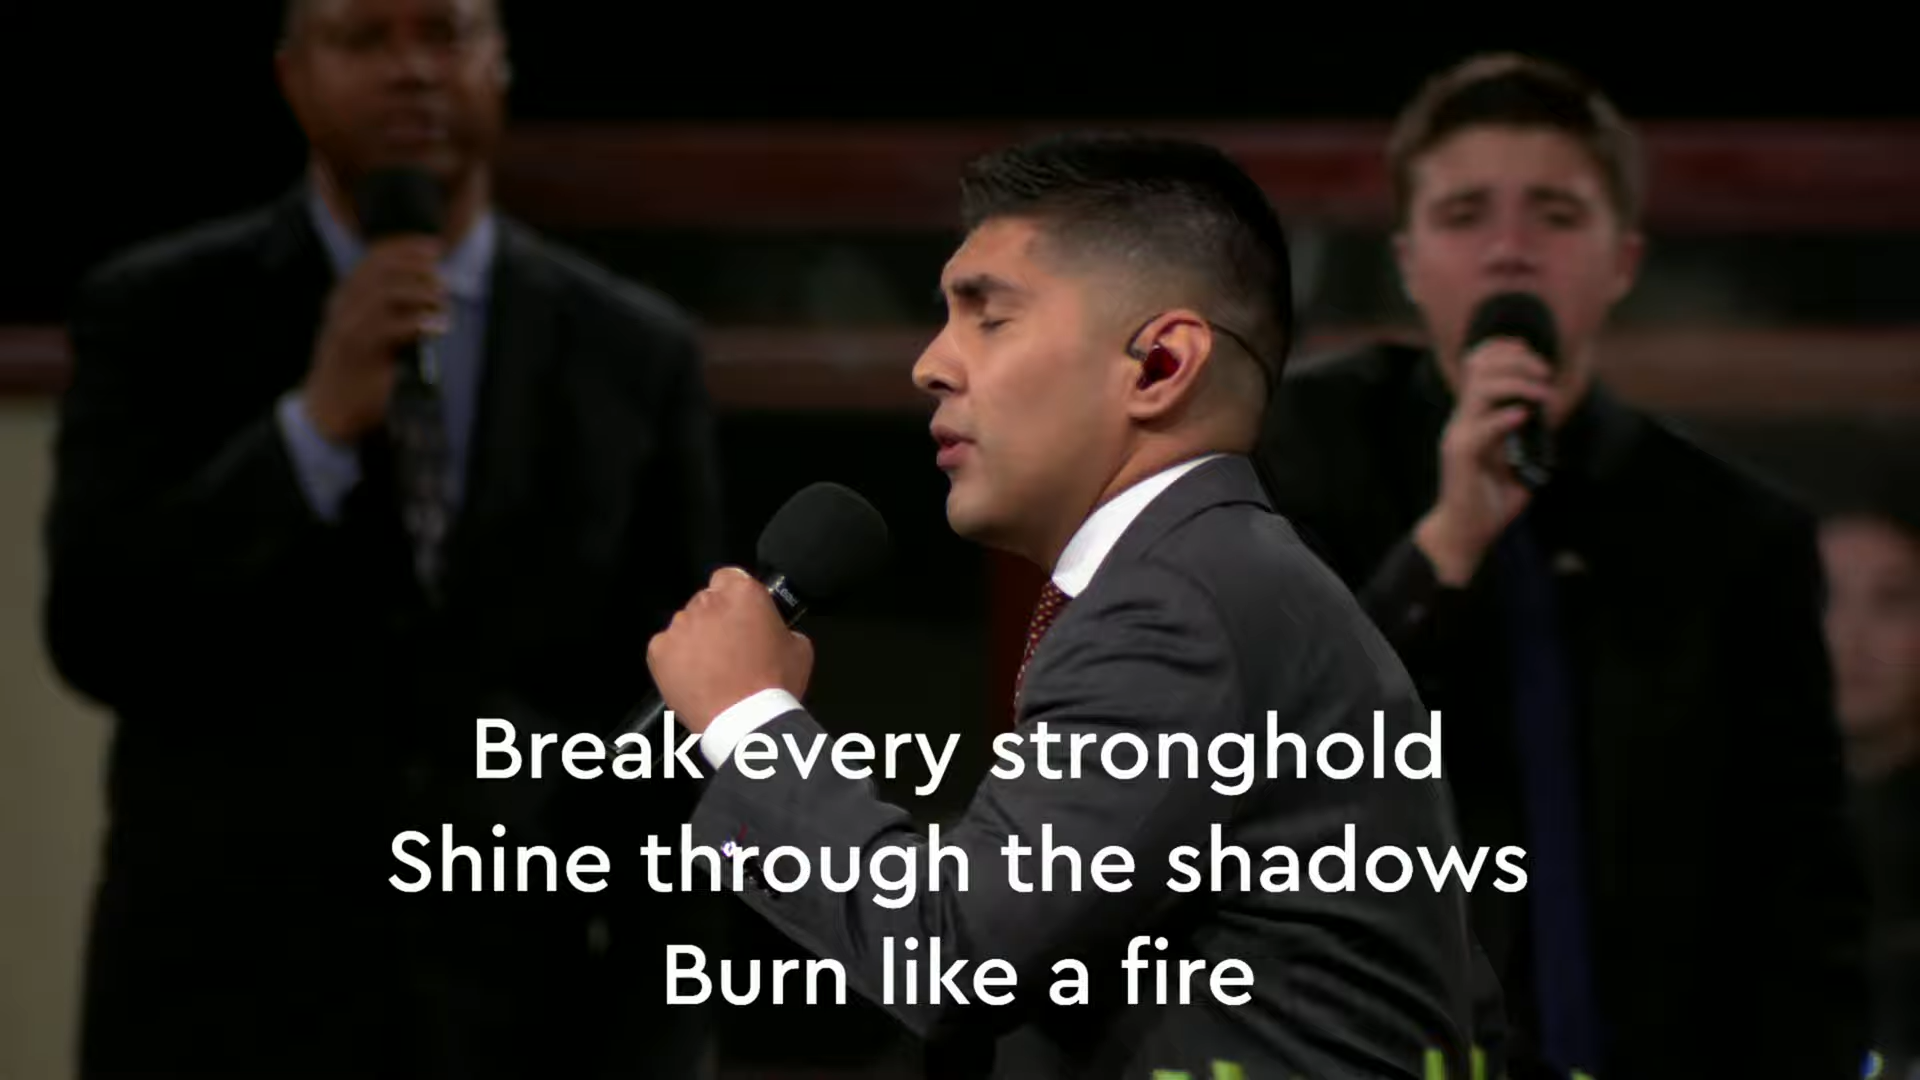 Break every stronghold
Shine through the shadows
Burn like a fire